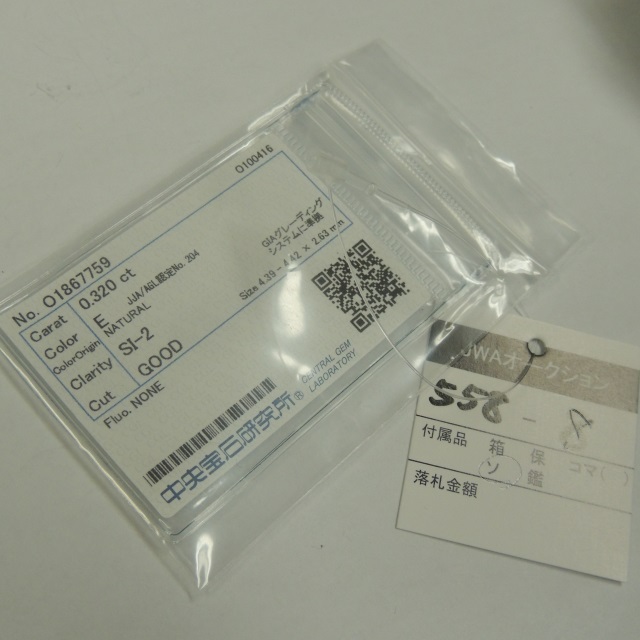 O100416
No. O1867759
Carat 0.320 ct
Color E JJA/AGL認定No. 204
ColorOrigin NATURAL
GIAグレーディング
システムに準拠
Clarity SI-2
Size 4.39 - 4.42 × 2.69 mm
Cut GOOD
Fluo. NONE
CENTRAL GEM
LABORATORY
中央宝石研究所®
JWAオークション
558 - A
付属品 箱 保 コマ( )
ソ 鑑
落札金額